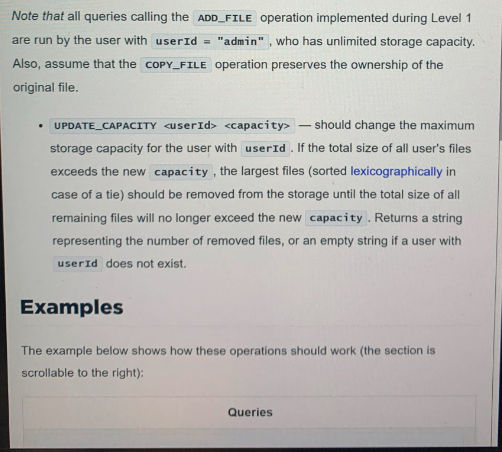 Note that all queries calling the ADD_FILE operation implemented during Level 1
are run by the user with userId = "admin" , who has unlimited storage capacity.
Also, assume that the COPY_FILE operation preserves the ownership of the
original file.
• UPDATE_CAPACITY <userId> <capacity> — should change the maximum
storage capacity for the user with userId . If the total size of all user's files
exceeds the new capacity , the largest files (sorted lexicographically in
case of a tie) should be removed from the storage until the total size of all
remaining files will no longer exceed the new capacity . Returns a string
representing the number of removed files, or an empty string if a user with
userId does not exist.
Examples
The example below shows how these operations should work (the section is
scrollable to the right):
Queries